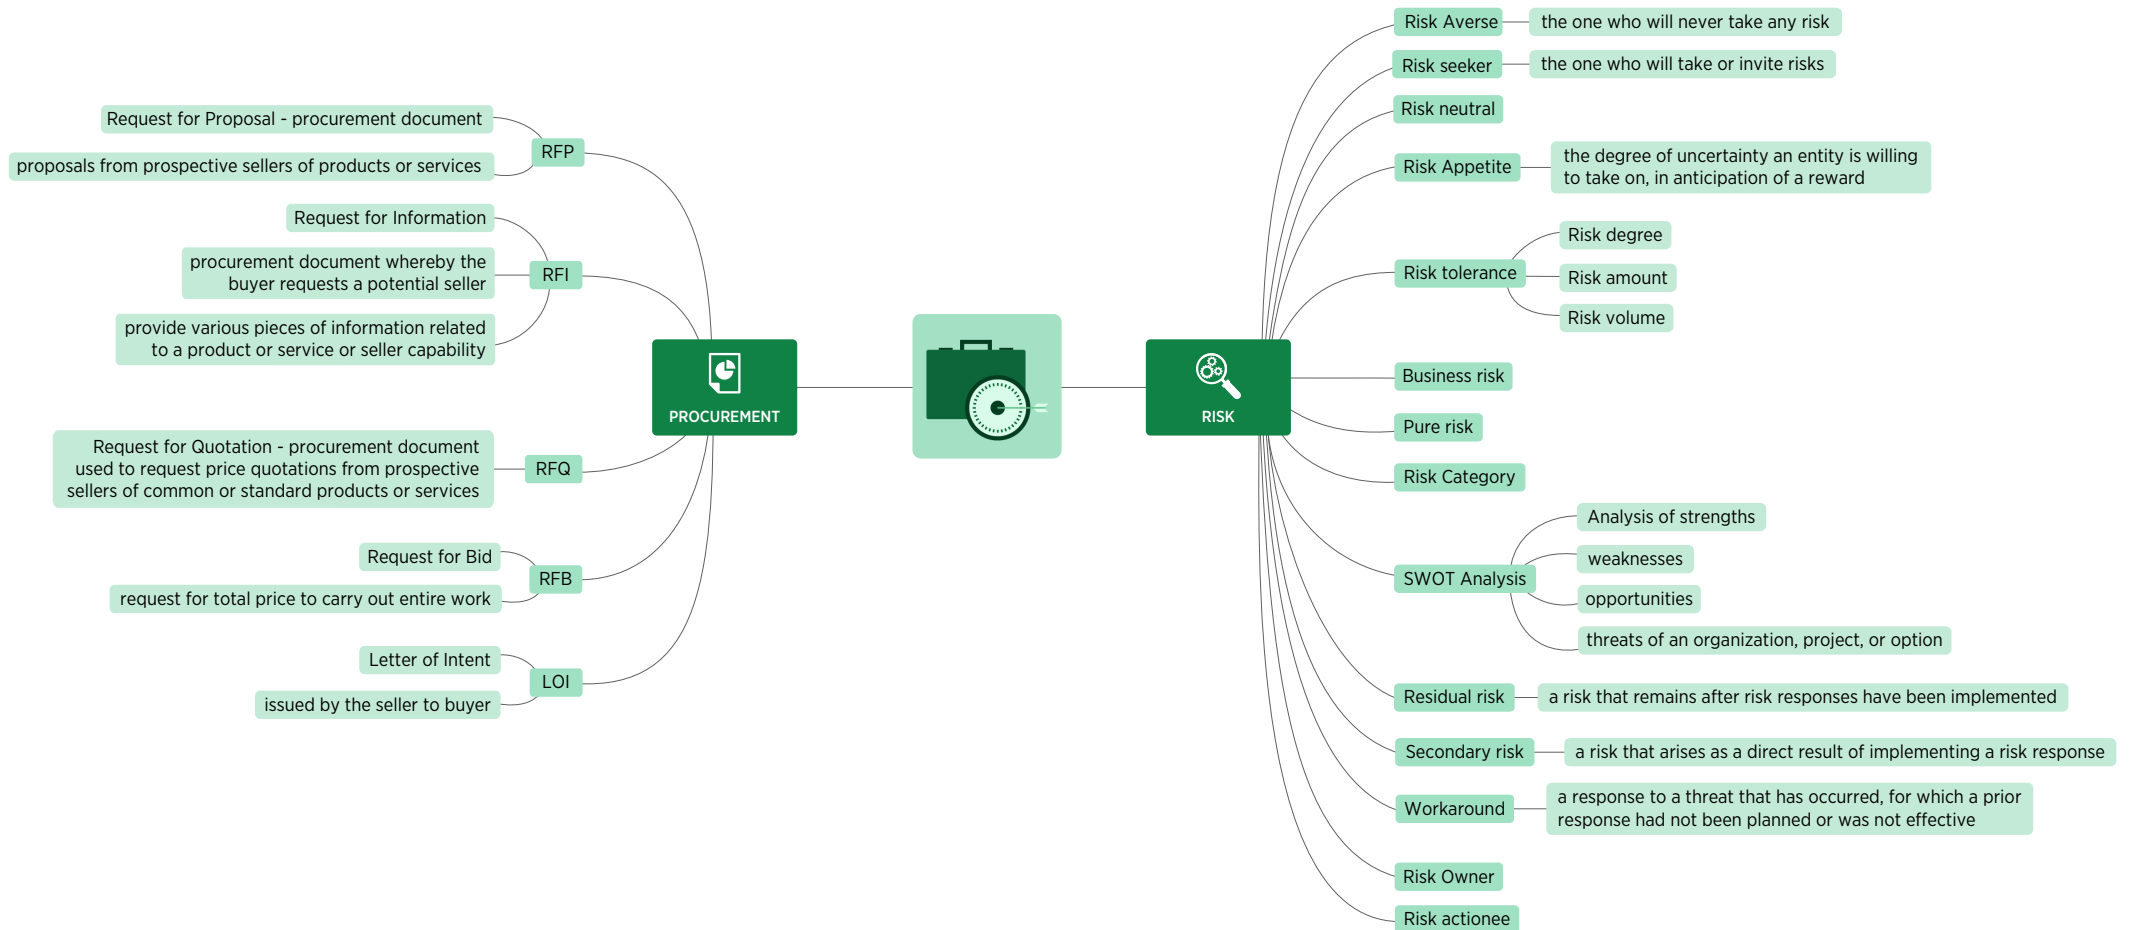 Request for Proposal - procurement document
proposals from prospective sellers of products or services
RFP
Request for Information
procurement document whereby the
buyer requests a potential seller
provide various pieces of information related
to a product or service or seller capability
RFI
Request for Quotation - procurement document
used to request price quotations from prospective
sellers of common or standard products or services
RFQ
Request for Bid
request for total price to carry out entire work
RFB
Letter of Intent
issued by the seller to buyer
LOI
PROCUREMENT
RISK
Risk Averse
the one who will never take any risk
Risk seeker
the one who will take or invite risks
Risk neutral
Risk Appetite
the degree of uncertainty an entity is willing
to take on, in anticipation of a reward
Risk tolerance
Risk degree
Risk amount
Risk volume
Business risk
Pure risk
Risk Category
SWOT Analysis
Analysis of strengths
weaknesses
opportunities
threats of an organization, project, or option
Residual risk
a risk that remains after risk responses have been implemented
Secondary risk
a risk that arises as a direct result of implementing a risk response
Workaround
a response to a threat that has occurred, for which a prior
response had not been planned or was not effective
Risk Owner
Risk actionee